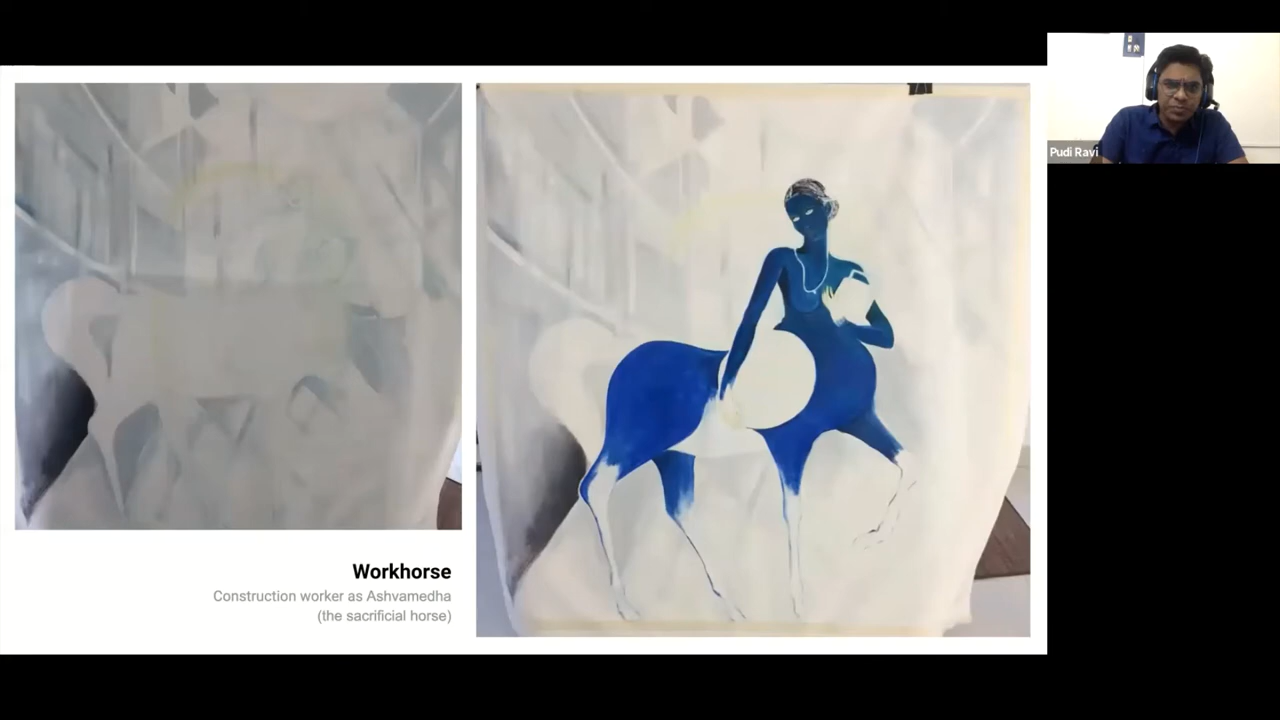 Workhorse
Construction worker as Ashvamedha
(the sacrificial horse)
Pudi Ravi